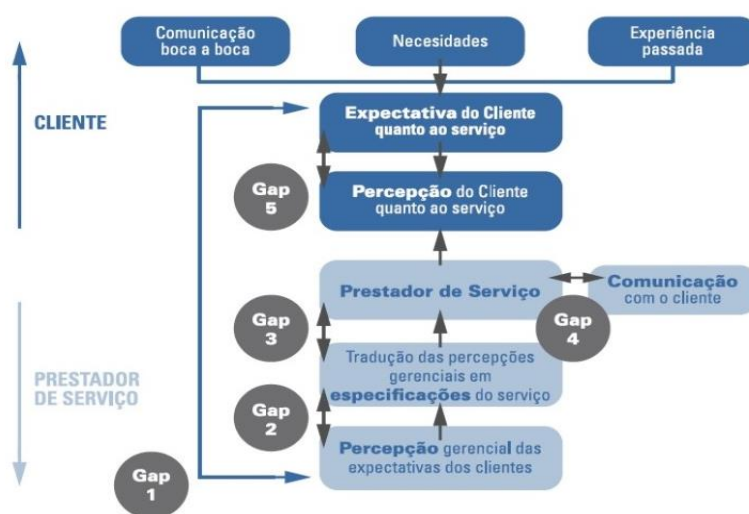 Comunicação
boca a boca
Necesidades
Experiência
passada
CLIENTE
Expectativa do Cliente
quanto ao serviço
Gap
5
Percepção do Cliente
quanto ao serviço
Prestador de Serviço
Comunicação
com o cliente
Gap
3
Gap
4
Tradução das percepções
gerenciais em
especificações do serviço
PRESTADOR
DE SERVIÇO
Gap
2
Percepção gerencial das
expectativas dos clientes
Gap
1